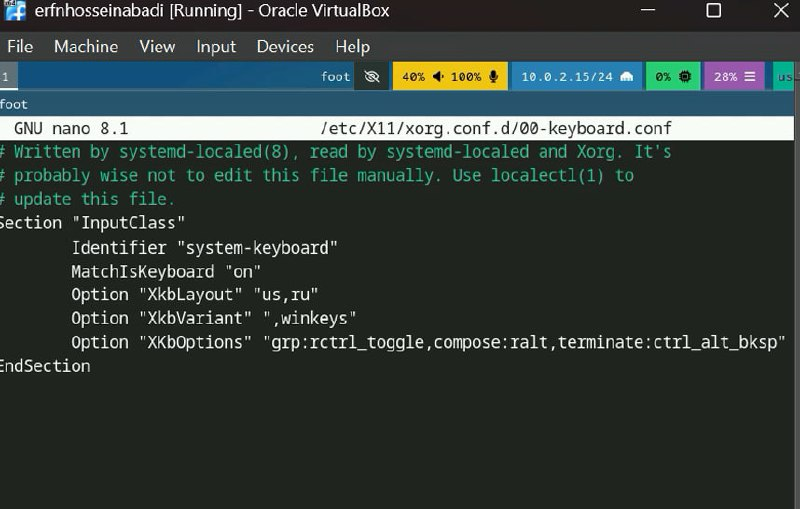 erfnhosseinabadi [Running] - Oracle VirtualBox
File Machine View Input Devices Help
1 foot 40% 100% 10.0.2.15/24 0% 28% us
foot
GNU nano 8.1 /etc/X11/xorg.conf.d/00-keyboard.conf
# Written by systemd-localed(8), read by systemd-localed and Xorg. It's
# probably wise not to edit this file manually. Use localectl(1) to
# update this file.
Section "InputClass"
Identifier "system-keyboard"
MatchIsKeyboard "on"
Option "XkbLayout" "us,ru"
Option "XkbVariant" ",winkeys"
Option "XKbOptions" "grp:rctrl_toggle,compose:ralt,terminate:ctrl_alt_bksp"
EndSection